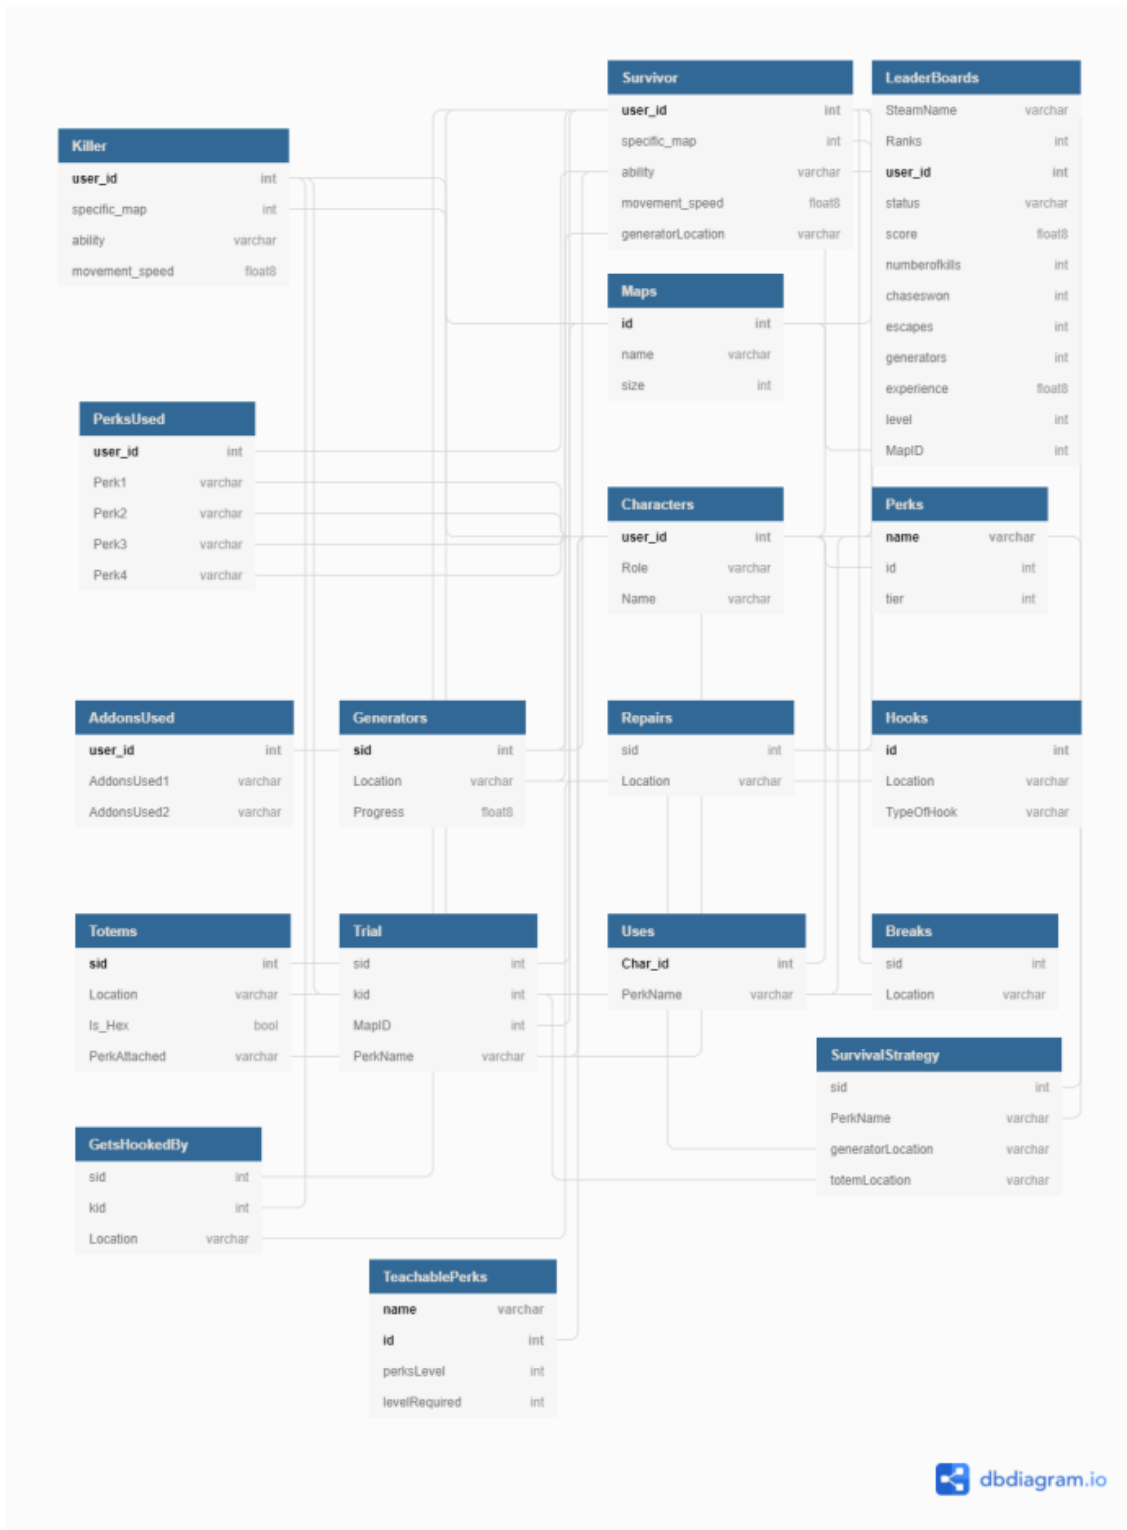 Survivor
user_id int
specific_map int
ability varchar
movement_speed float8
generatorLocation varchar
LeaderBoards
SteamName varchar
Ranks int
user_id int
status varchar
score float8
numberofkills int
chaseswon int
escapes int
generators int
experience float8
level int
MapID int
Killer
user_id int
specific_map int
ability varchar
movement_speed float8
Maps
id int
name varchar
size int
PerksUsed
user_id int
Perk1 varchar
Perk2 varchar
Perk3 varchar
Perk4 varchar
Characters
user_id int
Role varchar
Name varchar
Perks
name varchar
id int
tier int
AddonsUsed
user_id int
AddonsUsed1 varchar
AddonsUsed2 varchar
Generators
sid int
Location varchar
Progress float8
Repairs
sid int
Location varchar
Hooks
id int
Location varchar
TypeOfHook varchar
Totems
sid int
Location varchar
Is_Hex bool
PerkAttached varchar
Trial
sid int
kid int
MapID int
PerkName varchar
Uses
Char_id int
PerkName varchar
Breaks
sid int
Location varchar
SurvivalStrategy
sid int
PerkName varchar
generatorLocation varchar
totemLocation varchar
GetsHookedBy
sid int
kid int
Location varchar
TeachablePerks
name varchar
id int
perksLevel int
levelRequired int
dbdiagram.io